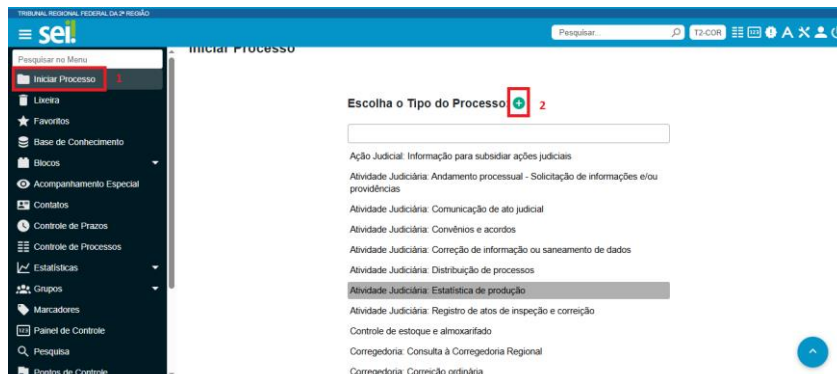 TRIBUNAL REGIONAL FEDERAL DA 2ª REGIÃO
sei!
Pesquisar...
T2-COR
Pesquisar no Menu
Iniciar Processo 1
Lixeira
Favoritos
Base de Conhecimento
Blocos
Acompanhamento Especial
Contatos
Controle de Prazos
Controle de Processos
Estatísticas
Grupos
Marcadores
Painel de Controle
Pesquisa
Pontos de Controle
Iniciar Processo
Escolha o Tipo do Processo 2
Ação Judicial: Informação para subsidiar ações judiciais
Atividade Judiciária: Andamento processual - Solicitação de informações e/ou
providências
Atividade Judiciária: Comunicação de ato judicial
Atividade Judiciária: Convênios e acordos
Atividade Judiciária: Correção de informação ou saneamento de dados
Atividade Judiciária: Distribuição de processos
Atividade Judiciária: Estatística de produção
Atividade Judiciária: Registro de atos de inspeção e correição
Controle de estoque e almoxarifado
Corregedoria: Consulta à Corregedoria Regional
Corregedoria: Correição ordinária